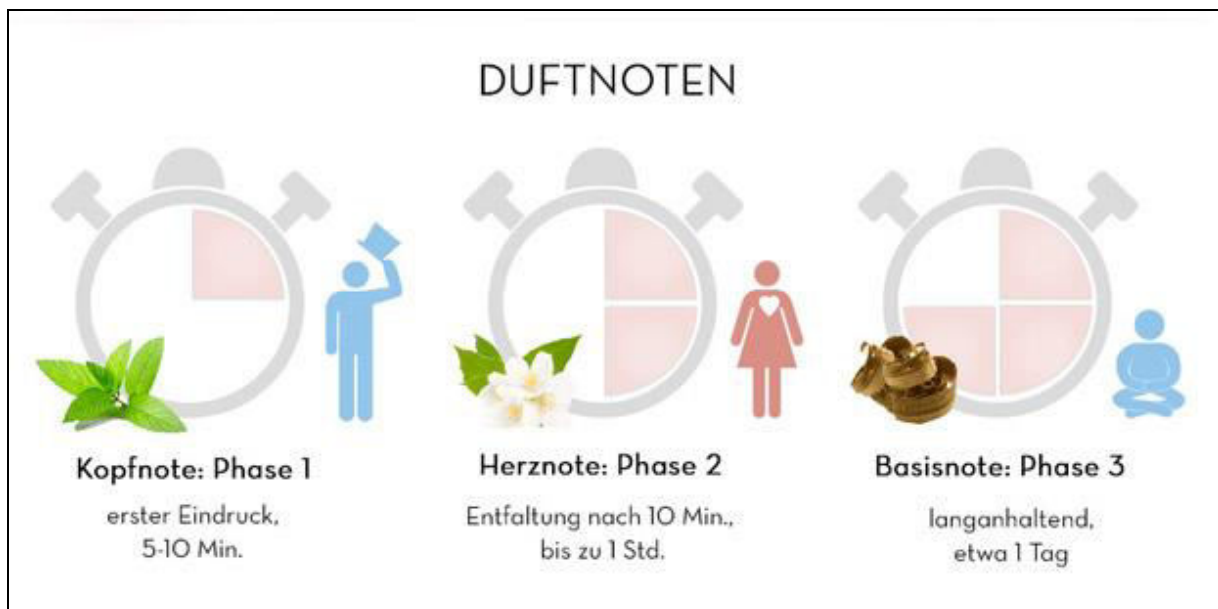 DUFTNOTEN
Kopfnote: Phase 1
erster Eindruck,
5-10 Min.
Herznote: Phase 2
Entfaltung nach 10 Min.,
bis zu 1 Std.
Basisnote: Phase 3
langanhaltend,
etwa 1 Tag